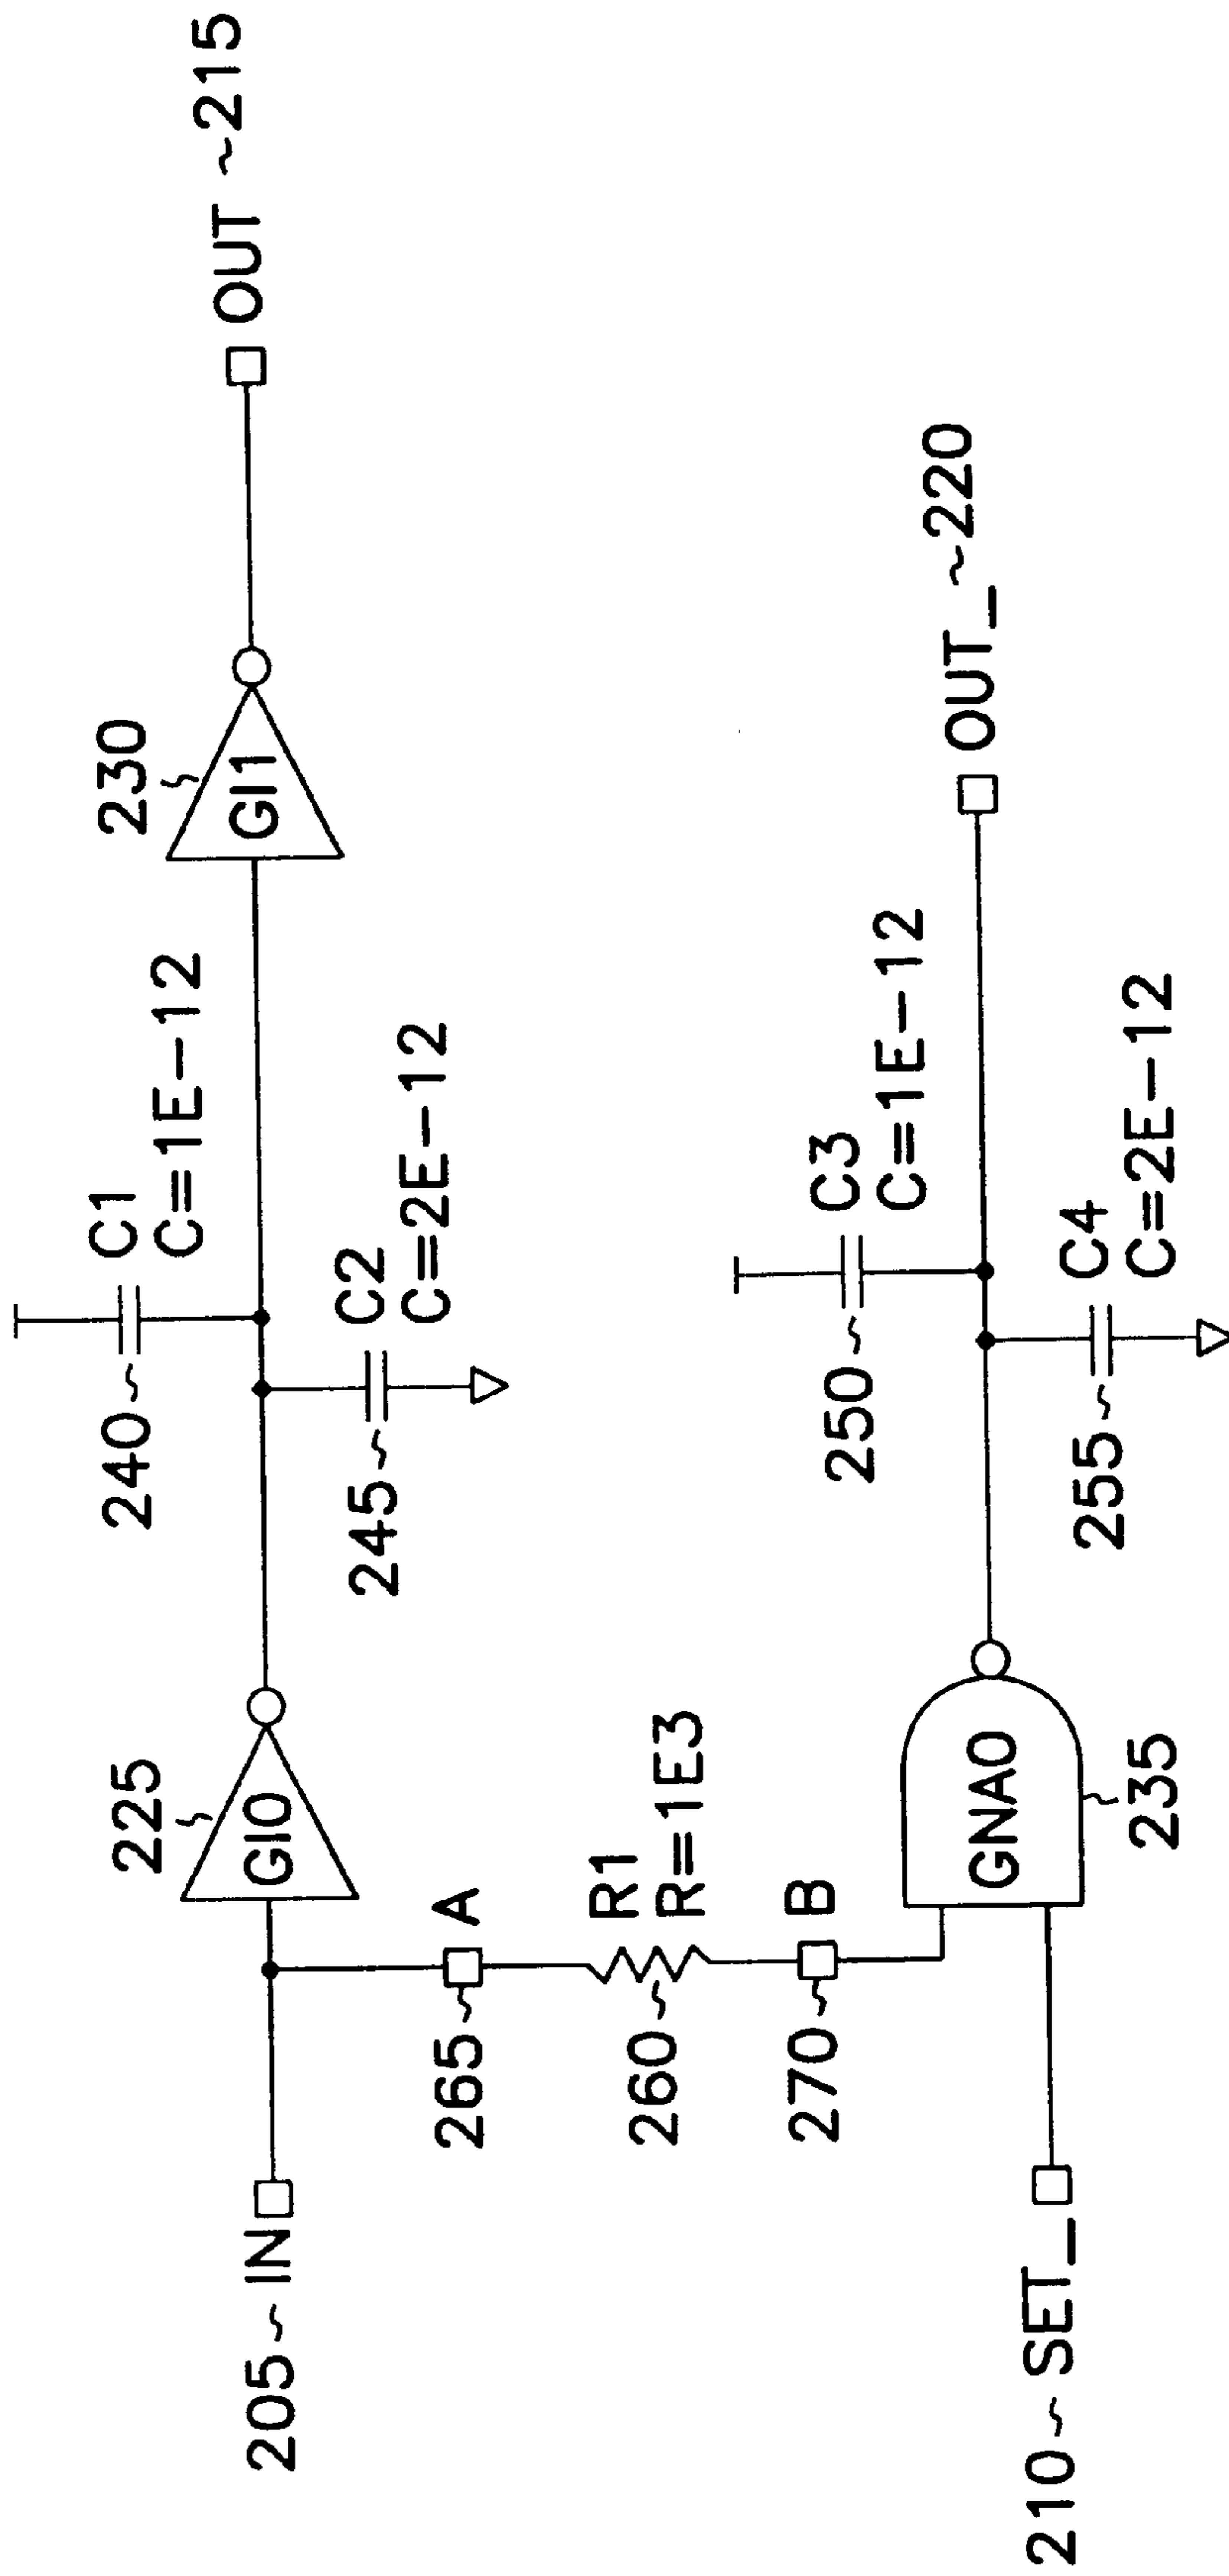 240 C1
C=1E-12
230
225
205 IN
GI0
GI1
OUT 215
245 C2
C=2E-12
265 A
260 R1
R=1E3
270 B
250 C3
C=1E-12
210 SET_
GNA0
235
OUT_ 220
255 C4
C=2E-12